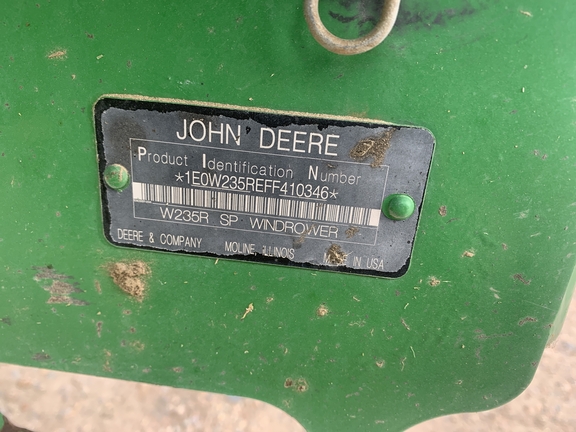 JOHN DEERE
Product Identification Number
*1E0W235REFF410346*
W235R SP WINDROWER
DEERE & COMPANY MOLINE, ILLINOIS MADE IN USA